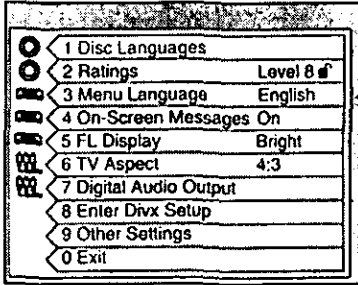 1 Disc Languages
2 Ratings Level 8
3 Menu Language English
4 On-Screen Messages On
5 FL Display Bright
6 TV Aspect 4:3
7 Digital Audio Output
8 Enter Divx Setup
9 Other Settings
0 Exit